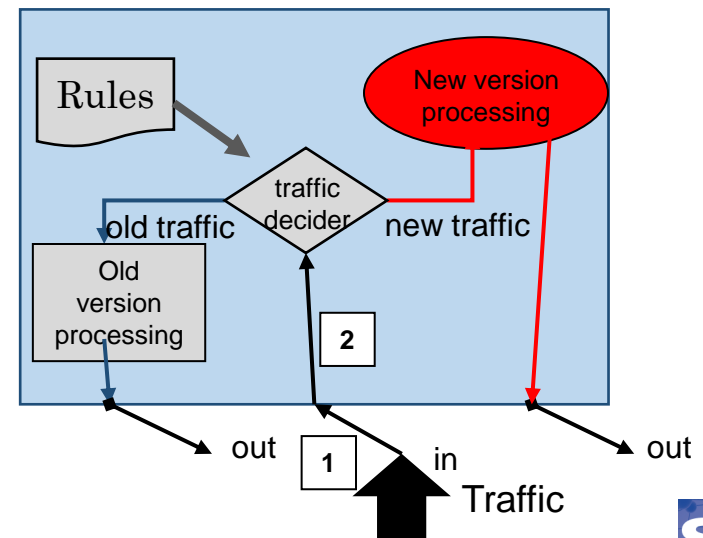 Rules
New version
processing
traffic
decider
old traffic
new traffic
Old
version
processing
2
out
1
in
out
Traffic